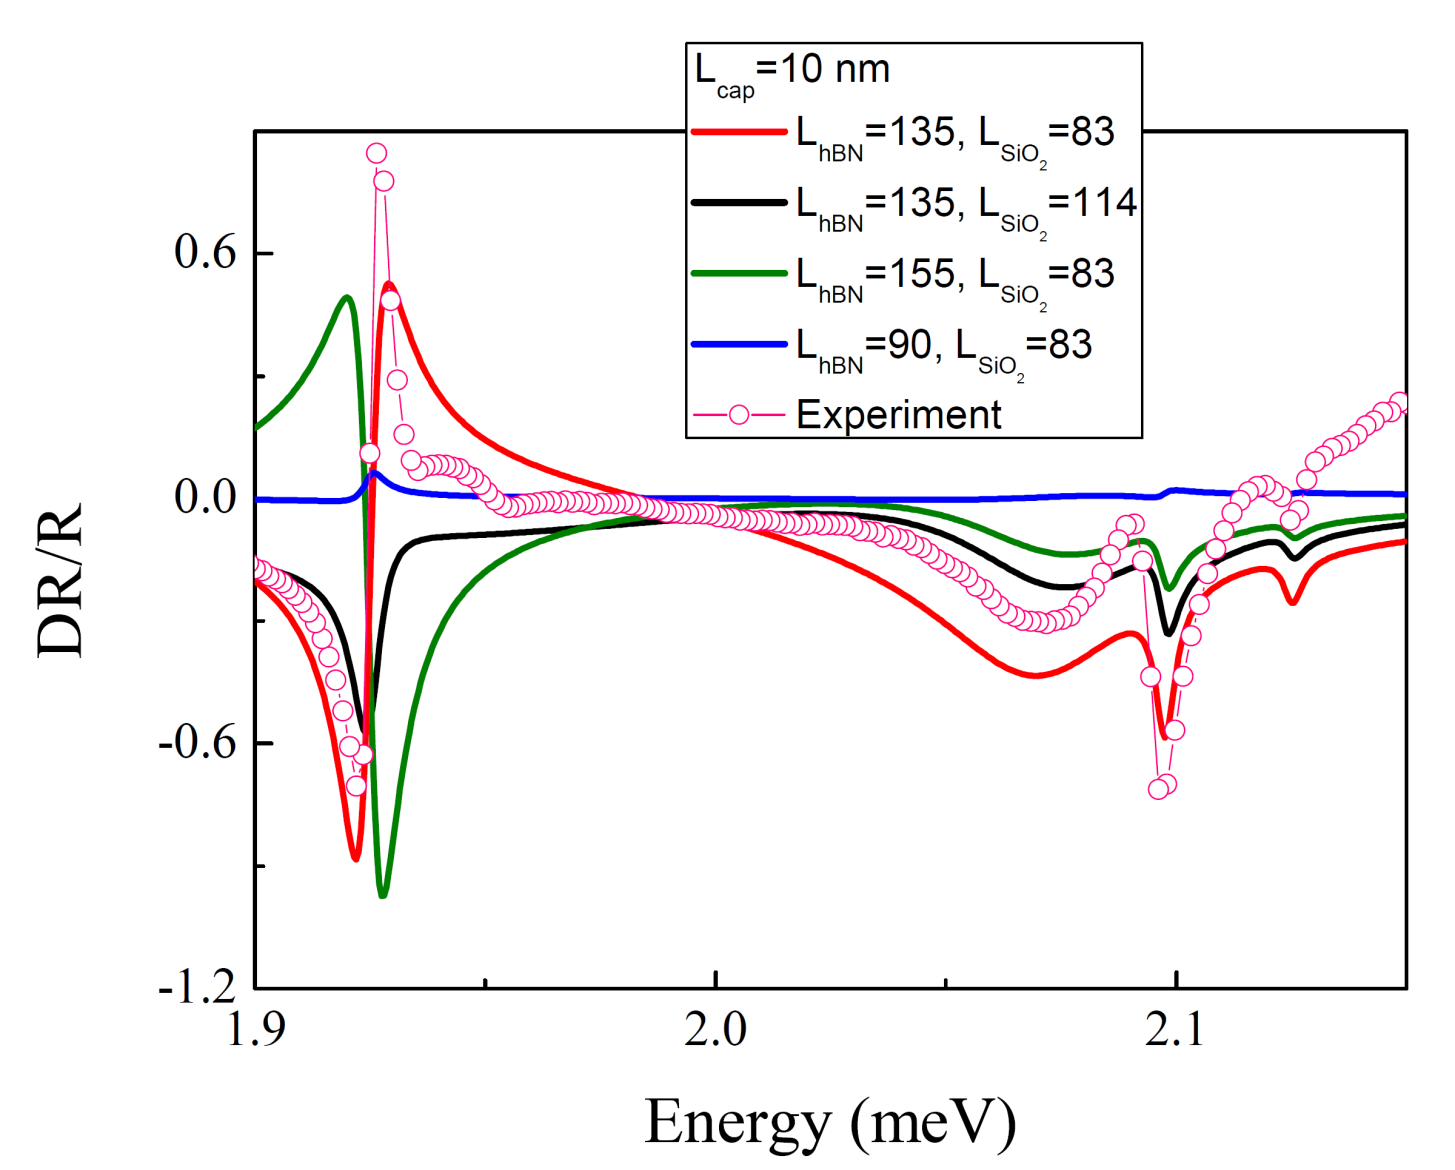 L_cap=10 nm
L_hBN=135, L_SiO₂=83
L_hBN=135, L_SiO₂=114
L_hBN=155, L_SiO₂=83
L_hBN=90, L_SiO₂=83
Experiment
0.6
0.0
-0.6
-1.2
DR/R
1.9 2.0 2.1
Energy (meV)